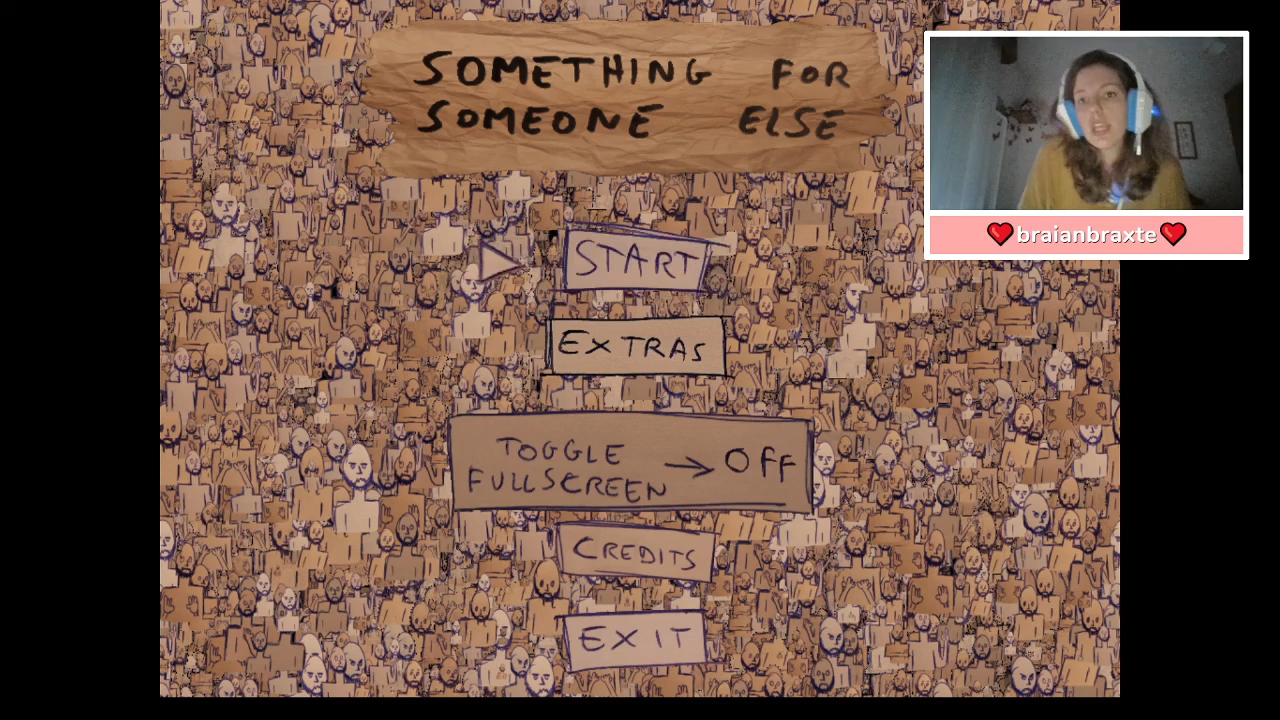 SOMETHING FOR
SOMEONE ELSE
braianbraxte
START
EXTRAS
TOGGLE
FULLSCREEN → OFF
CREDITS
EXIT